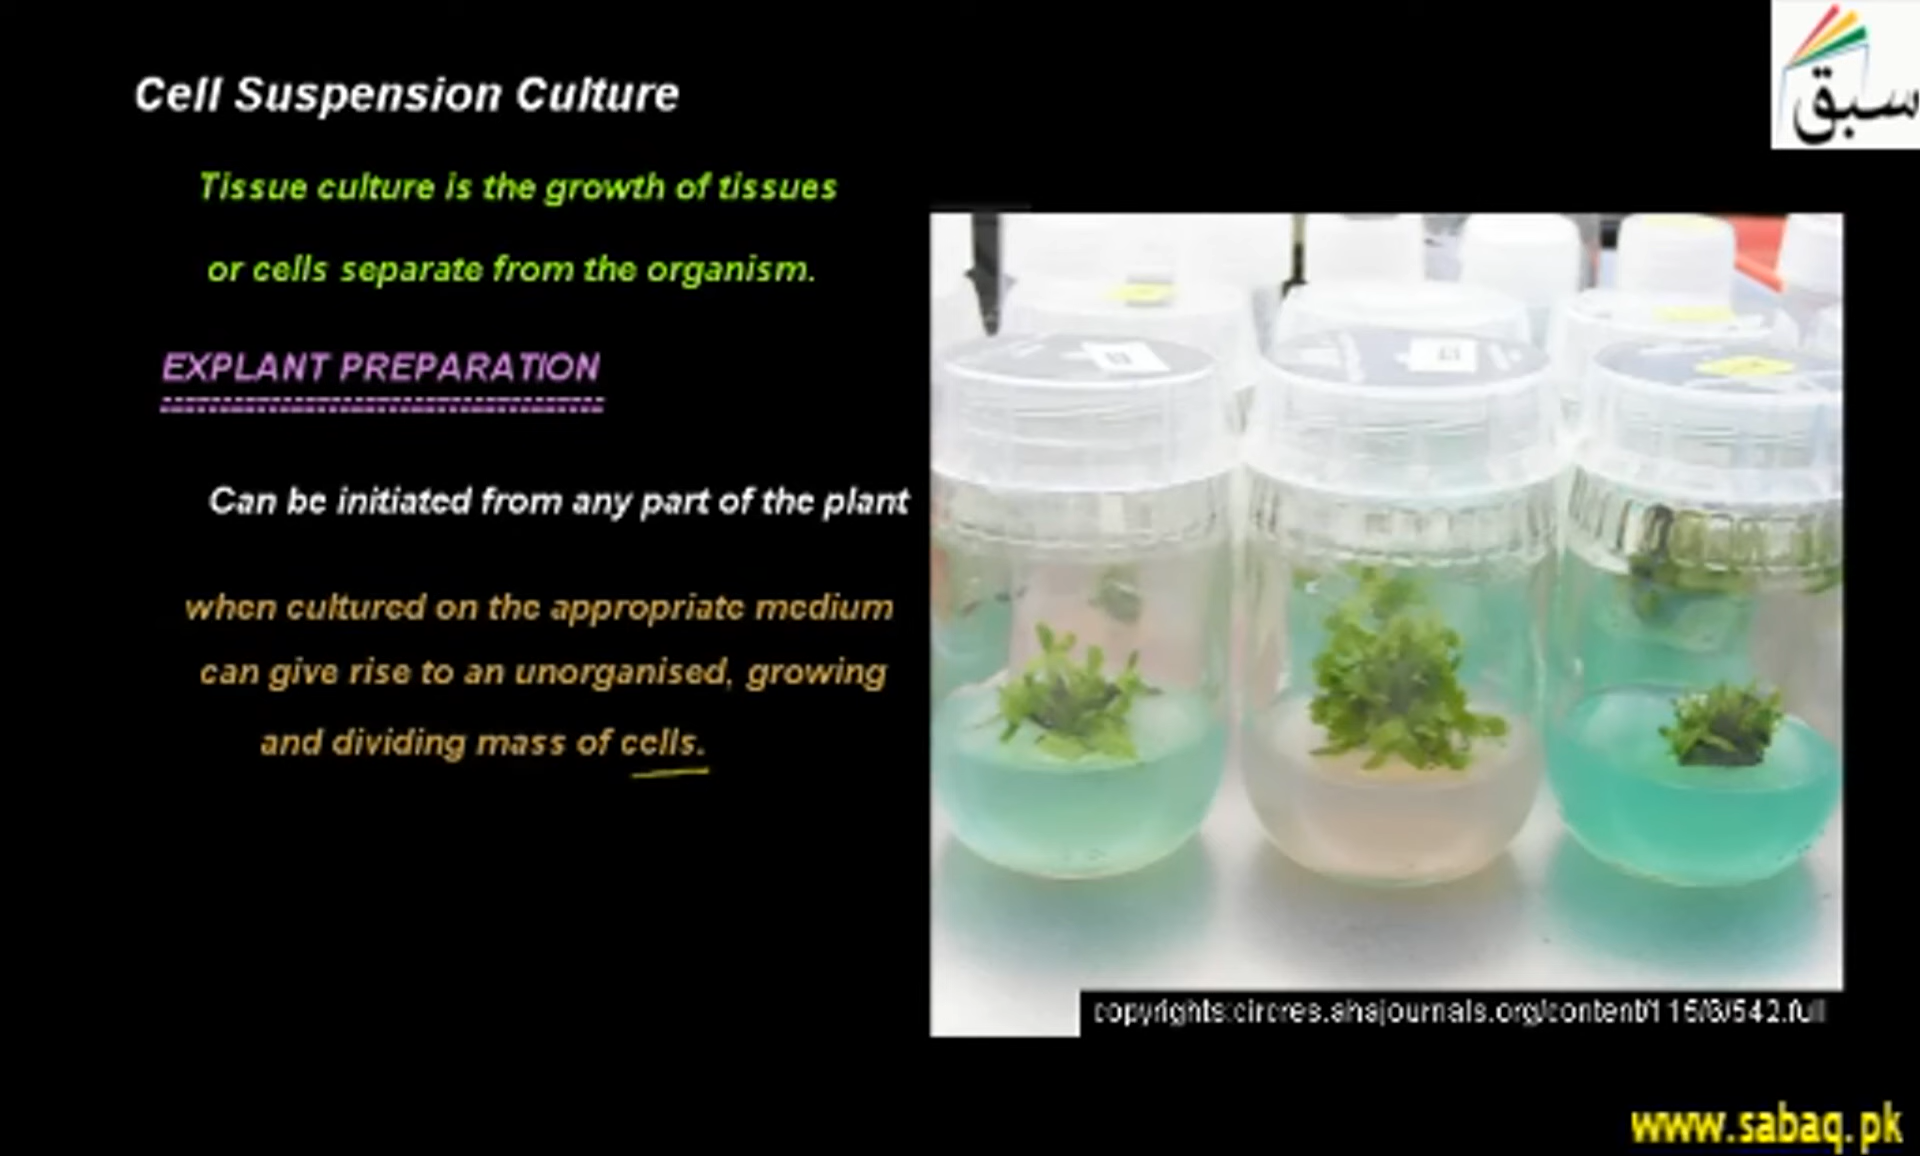 Cell Suspension Culture
سبق
Tissue culture is the growth of tissues
or cells separate from the organism.
EXPLANT PREPARATION
Can be initiated from any part of the plant
when cultured on the appropriate medium
can give rise to an unorganised, growing
and dividing mass of cells.
copyrights:circres.ahajournals.org/content/115/6/542.full
www.sabaq.pk